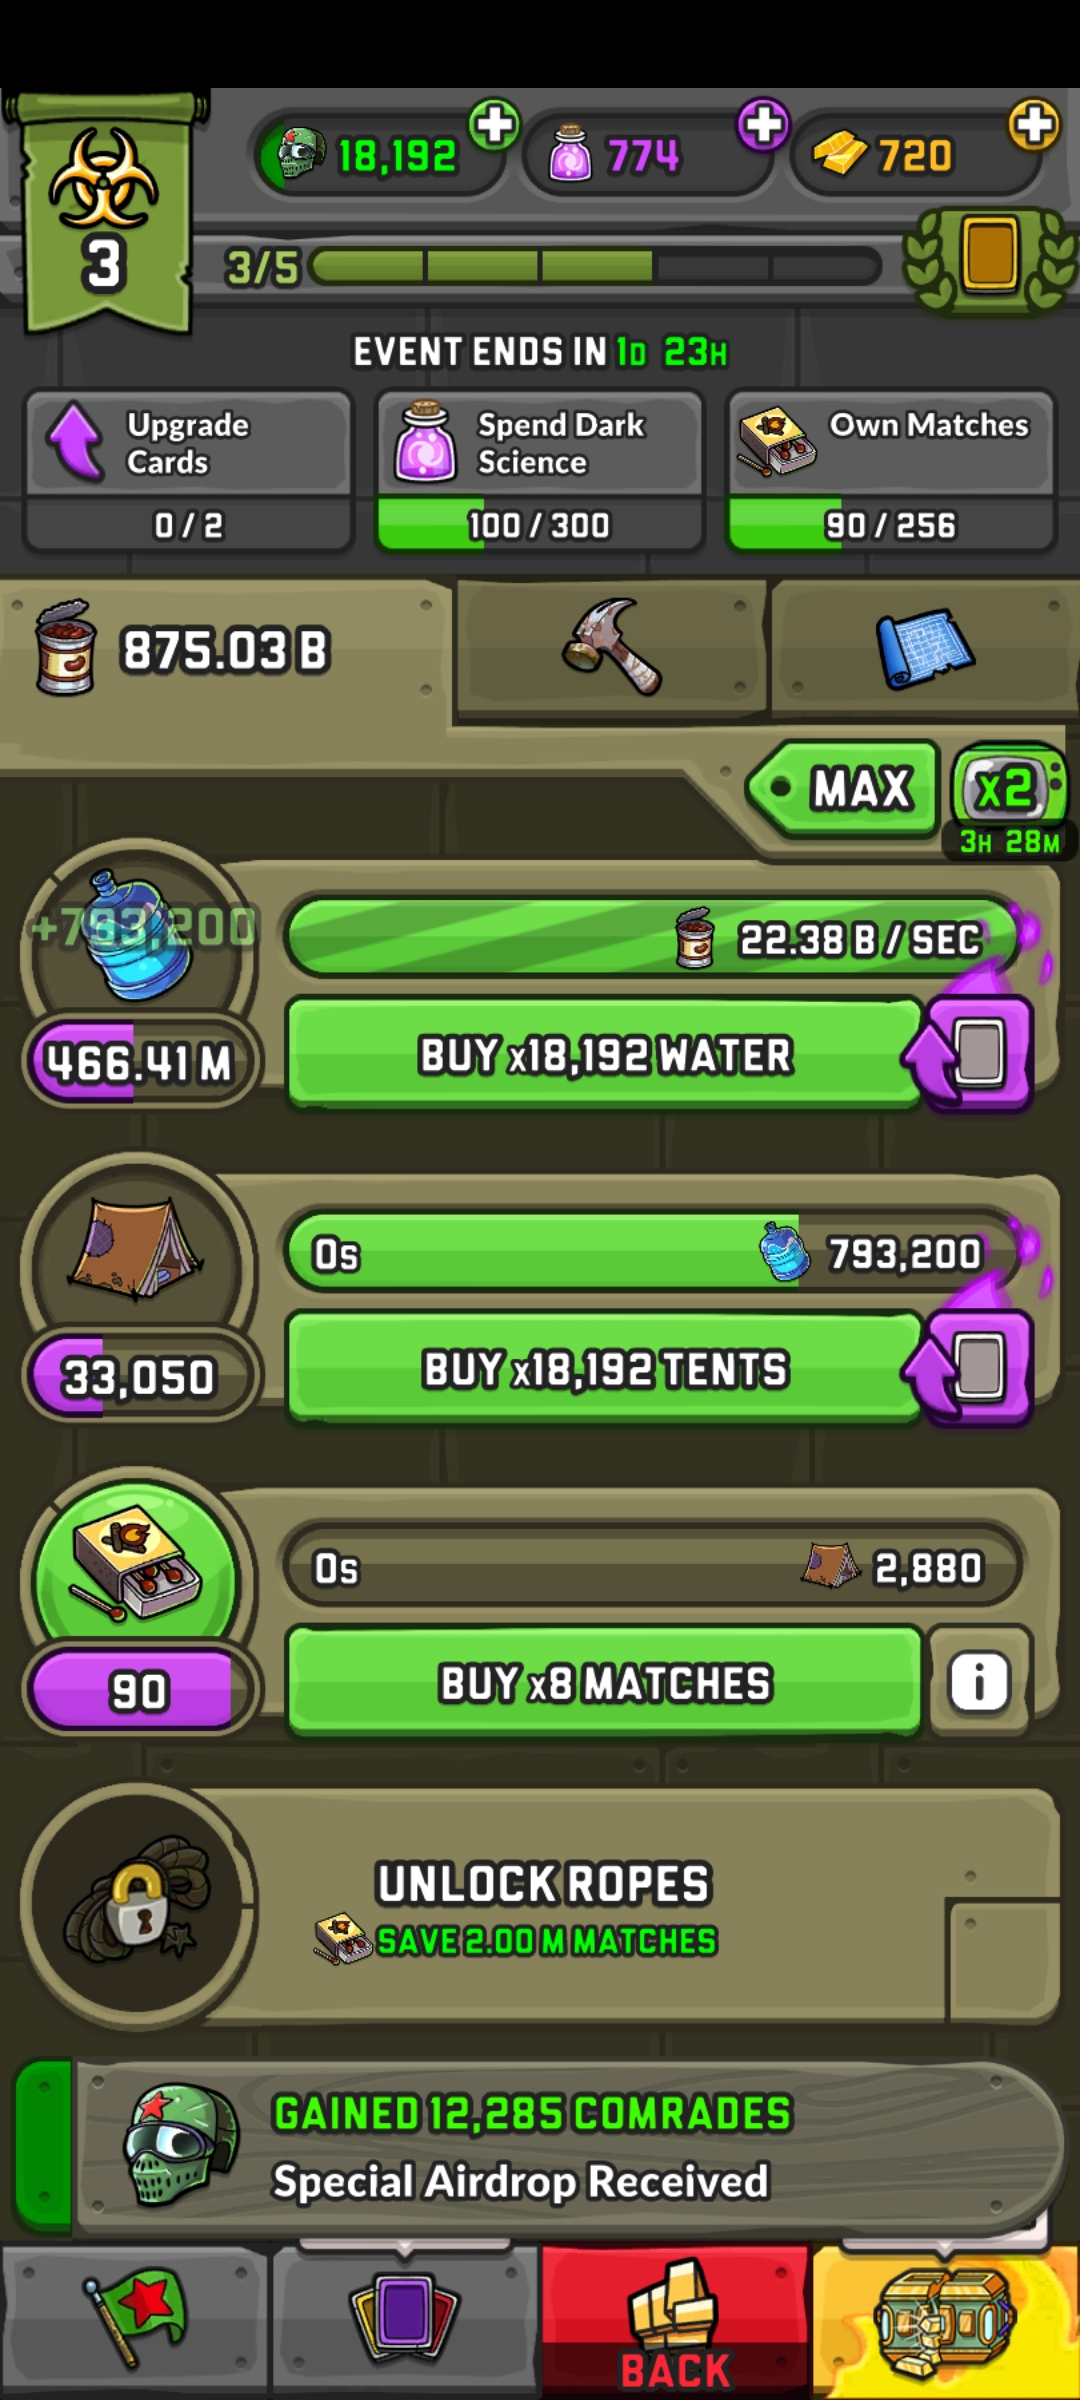 18,192
774
720
3
3/5
EVENT ENDS IN 1D 23H
Upgrade
Cards
Spend Dark
Science
Own Matches
0 / 2
100 / 300
90 / 256
875.03 B
MAX
x2
3H 28M
+793,200
22.38 B / SEC
466.41 M
BUY x18,192 WATER
0s
793,200
33,050
BUY x18,192 TENTS
0s
2,880
90
BUY x8 MATCHES
i
UNLOCK ROPES
SAVE 2.00 M MATCHES
GAINED 12,285 COMRADES
Special Airdrop Received
BACK